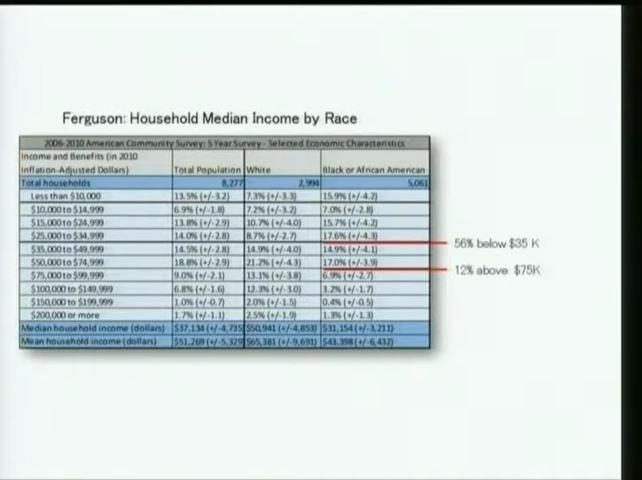 Ferguson: Household Median Income by Race
2006-2010 American Community Survey: 5 Year Survey - Selected Economic Characteristics
Income and Benefits (in 2010
Inflation-Adjusted Dollars) Total Population White Black or African American
Total households 8,277 2,994 5,061
Less than $10,000 13.5% (+/-3.2) 7.3% (+/-3.3) 15.9% (+/-4.2)
$10,000 to $14,999 6.9% (+/-1.8) 7.2% (+/-3.2) 7.0% (+/-2.8)
$15,000 to $24,999 13.8% (+/-2.9) 10.7% (+/-4.0) 15.7% (+/-4.2)
$25,000 to $34,999 14.0% (+/-2.8) 8.7% (+/-2.7) 17.6% (+/-4.3)
$35,000 to $49,999 14.5% (+/-2.8) 14.9% (+/-4.0) 14.9% (+/-4.1)
56% below $35 K
$50,000 to $74,999 18.8% (+/-2.9) 21.2% (+/-4.3) 17.0% (+/-3.9)
12% above $75K
$75,000 to $99,999 9.0% (+/-2.1) 13.1% (+/-3.8) 6.9% (+/-2.7)
$100,000 to $149,999 6.8% (+/-1.6) 12.3% (+/-3.0) 3.2% (+/-1.7)
$150,000 to $199,999 1.0% (+/-0.7) 2.0% (+/-1.5) 0.4% (+/-0.5)
$200,000 or more 1.7% (+/-1.1) 2.5% (+/-1.9) 1.3% (+/-1.3)
Median household income (dollars) $37,134 (+/-4,735 $50,941 (+/-4,853) $31,154 (+/-3,211)
Mean household income (dollars) $51,269 (+/-5,329 $65,381 (+/-9,691) $43,398 (+/-6,432)